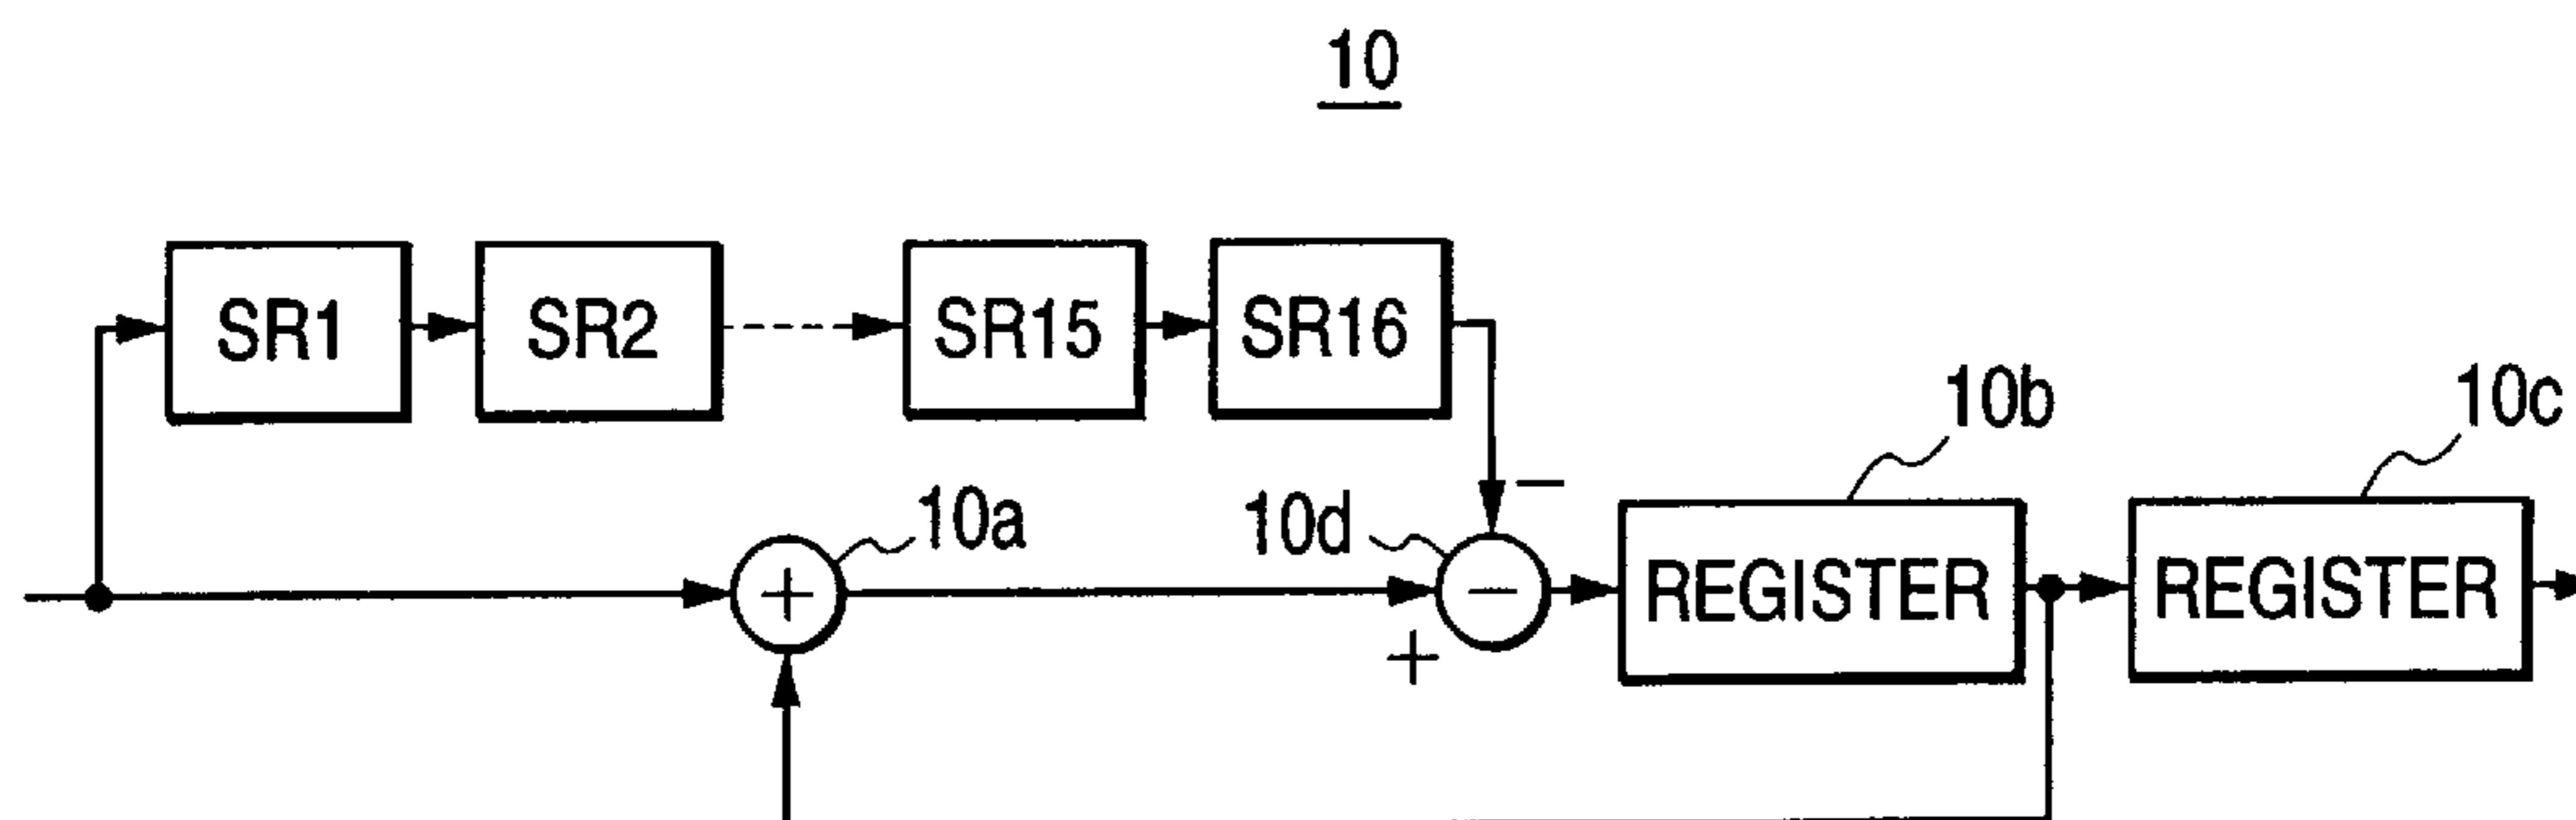 10
SR1
SR2
SR15
SR16
10b
10c
10a
10d
−
+
−
REGISTER
REGISTER
+